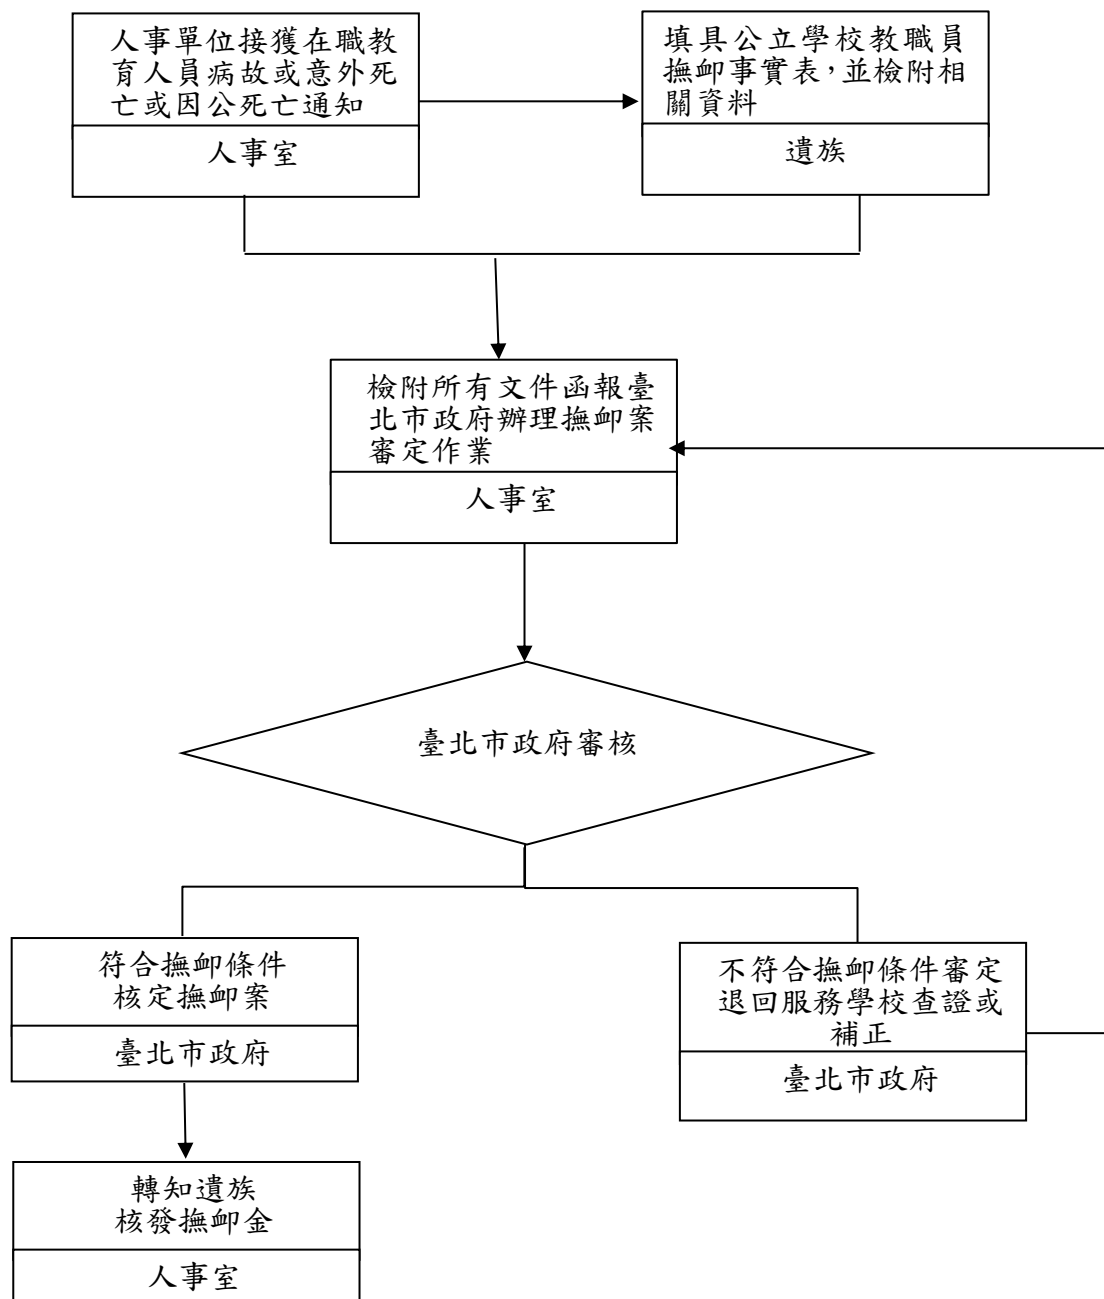 人事單位接獲在職教
育人員病故或意外死
亡或因公死亡通知
人事室
填具公立學校教職員
撫卹事實表，並檢附相
關資料
遺族
檢附所有文件函報臺
北市政府辦理撫卹案
審定作業
人事室
臺北市政府審核
符合撫卹條件
核定撫卹案
臺北市政府
不符合撫卹條件審定
退回服務學校查證或
補正
臺北市政府
轉知遺族
核發撫卹金
人事室